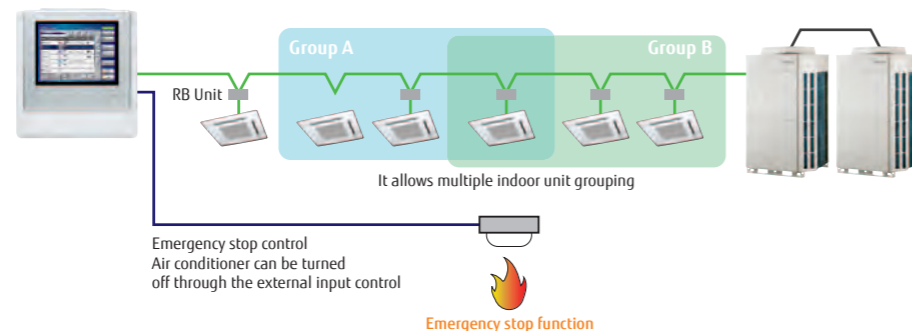 Group A
Group B
RB Unit
It allows multiple indoor unit grouping
Emergency stop control
Air conditioner can be turned
off through the external input control
Emergency stop function